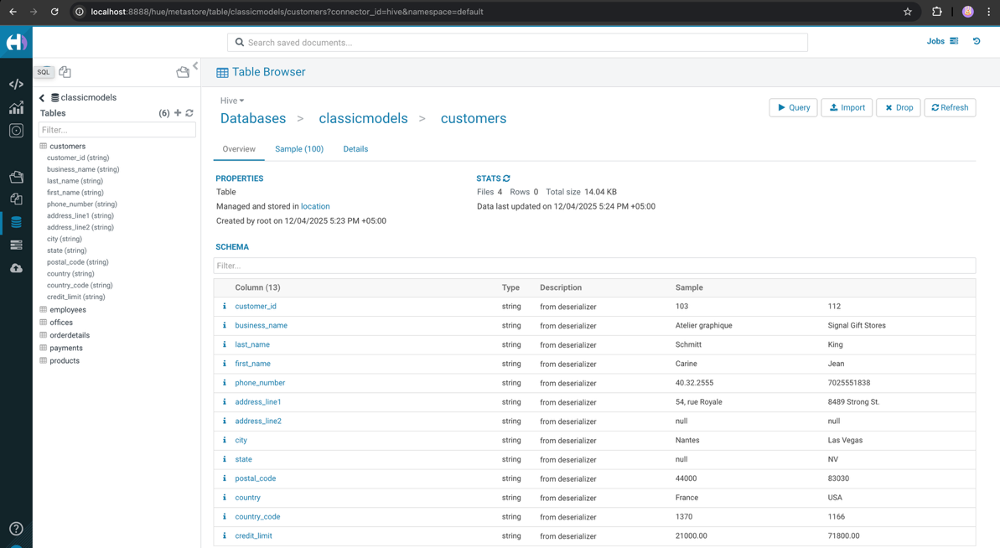 localhost:8888/hue/metastore/table/classicmodels/customers?connector_id=hive&namespace=default
Search saved documents...
Jobs
SQL
Table Browser
classicmodels
Tables (6)
Filter...
customers
customer_id (string)
business_name (string)
last_name (string)
first_name (string)
phone_number (string)
address_line1 (string)
address_line2 (string)
city (string)
state (string)
postal_code (string)
country (string)
country_code (string)
credit_limit (string)
employees
offices
orderdetails
payments
products
Hive
Databases > classicmodels > customers
Query Import Drop Refresh
Overview Sample (100) Details
PROPERTIES
Table
Managed and stored in location
Created by root on 12/04/2025 5:23 PM +05:00
STATS
Files 4 Rows 0 Total size 14.04 KB
Data last updated on 12/04/2025 5:24 PM +05:00
SCHEMA
Filter...
Column (13) Type Description Sample
i customer_id string from deserializer 103 112
i business_name string from deserializer Atelier graphique Signal Gift Stores
i last_name string from deserializer Schmitt King
i first_name string from deserializer Carine Jean
i phone_number string from deserializer 40.32.2555 7025551838
i address_line1 string from deserializer 54, rue Royale 8489 Strong St.
i address_line2 string from deserializer null null
i city string from deserializer Nantes Las Vegas
i state string from deserializer null NV
i postal_code string from deserializer 44000 83030
i country string from deserializer France USA
i country_code string from deserializer 1370 1166
i credit_limit string from deserializer 21000.00 71800.00